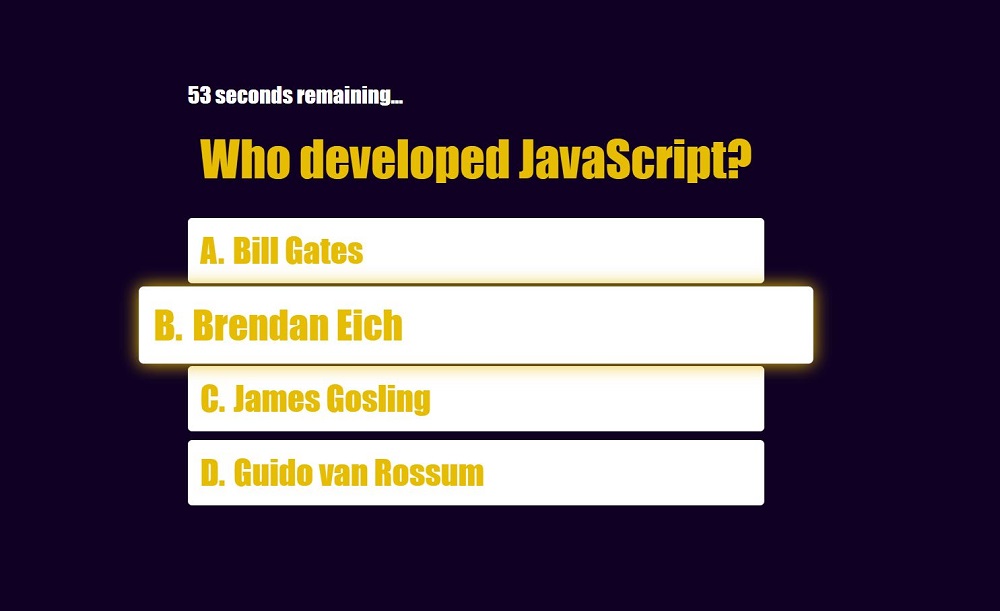 53 seconds remaining...
Who developed JavaScript?
A. Bill Gates
B. Brendan Eich
C. James Gosling
D. Guido van Rossum